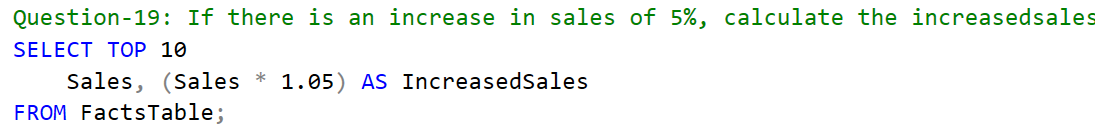 Question-19: If there is an increase in sales of 5%, calculate the increasedsales
SELECT TOP 10
Sales, (Sales * 1.05) AS IncreasedSales
FROM FactsTable;